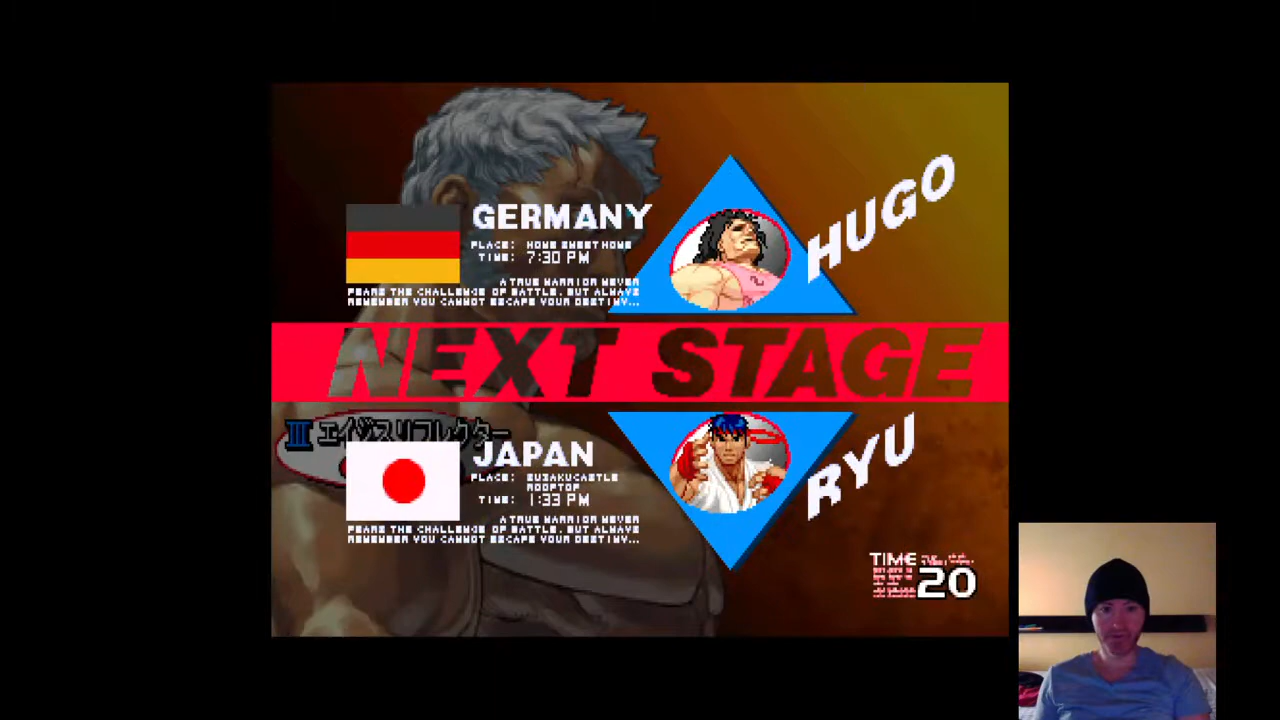 GERMANY
PLACE: HOME SWEET HOME
TIME: 7:30 PM
A TRUE WARRIOR NEVER
FEARS THE CHALLENGE OF BATTLE, BUT ALWAYS
REMEMBER YOU CANNOT ESCAPE YOUR DESTINY...
HUGO
NEXT STAGE
III エイジスリフレクター
JAPAN
PLACE: SUZAKUCASTLE
ROOFTOP
TIME: 1:33 PM
A TRUE WARRIOR NEVER
FEARS THE CHALLENGE OF BATTLE, BUT ALWAYS
REMEMBER YOU CANNOT ESCAPE YOUR DESTINY...
RYU
TIME
20